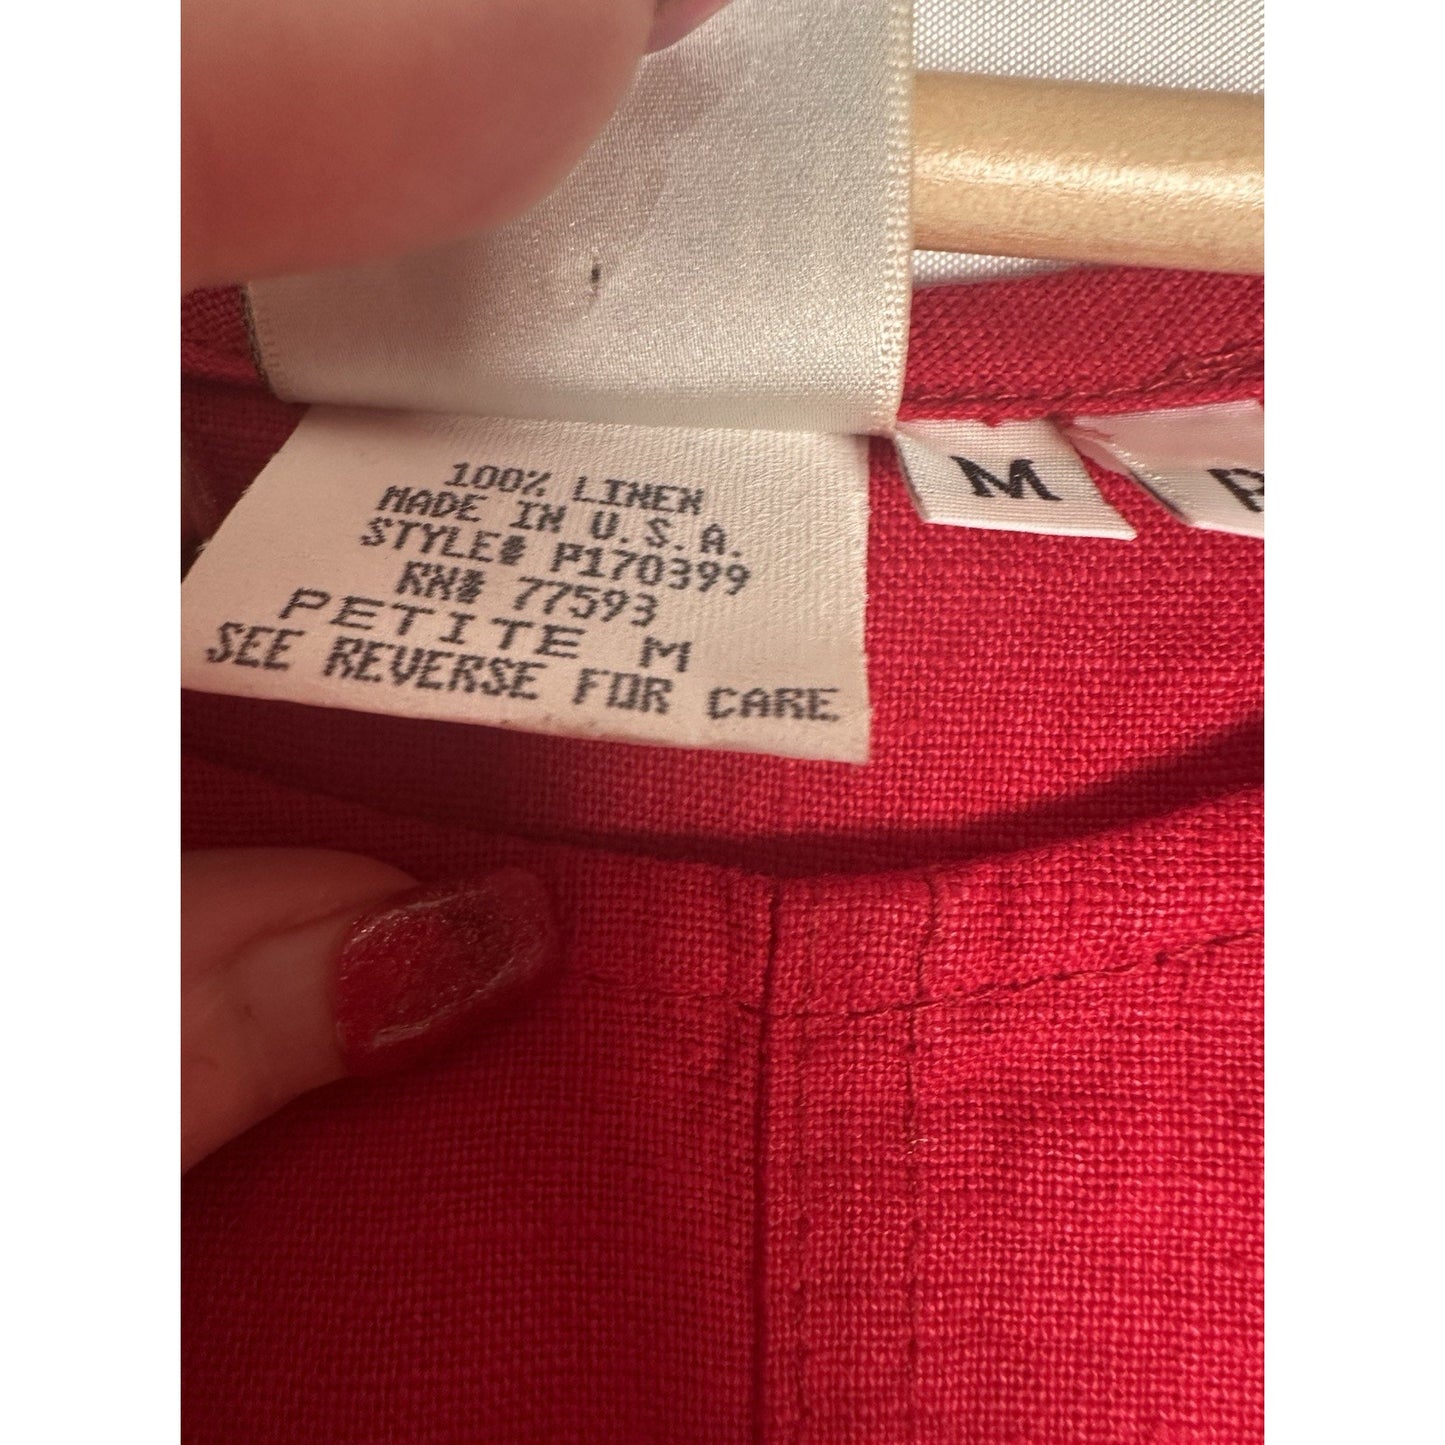 100% LINEN
MADE IN U.S.A.
STYLE# P170399
RN# 77593
PETITE M
SEE REVERSE FOR CARE
M
P